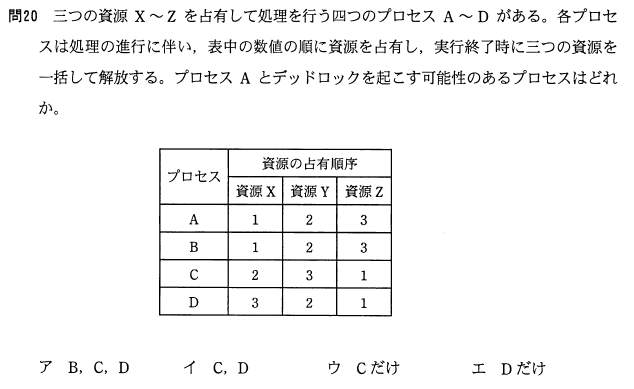 問20 三つの資源 X~Z を占有して処理を行う四つのプロセス A~D がある。各プロセ
スは処理の進行に伴い，表中の数値の順に資源を占有し，実行終了時に三つの資源を
一括して解放する。プロセス A とデッドロックを起こす可能性のあるプロセスはどれ
か。
プロセス 資源の占有順序
資源 X 資源 Y 資源 Z
A 1 2 3
B 1 2 3
C 2 3 1
D 3 2 1
ア B，C，D イ C，D ウ Cだけ エ Dだけ